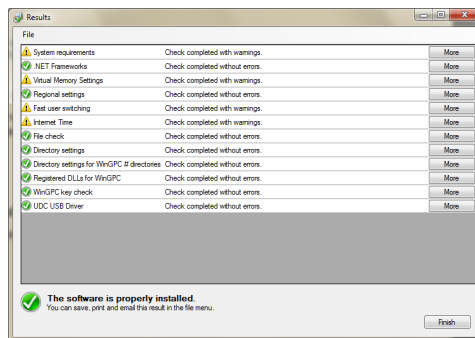 Results
File
System requirements Check completed with warnings. More
.NET Frameworks Check completed without errors. More
Virtual Memory Settings Check completed with warnings. More
Regional settings Check completed without errors. More
Fast user switching Check completed with warnings. More
Internet Time Check completed with warnings. More
File check Check completed without errors. More
Directory settings Check completed without errors. More
Directory settings for WinGPC # directories Check completed without errors. More
Registered DLLs for WinGPC Check completed without errors. More
WinGPC key check Check completed without errors. More
UDC USB Driver Check completed without errors. More
The software is properly installed.
You can save, print and email this result in the file menu.
Finish